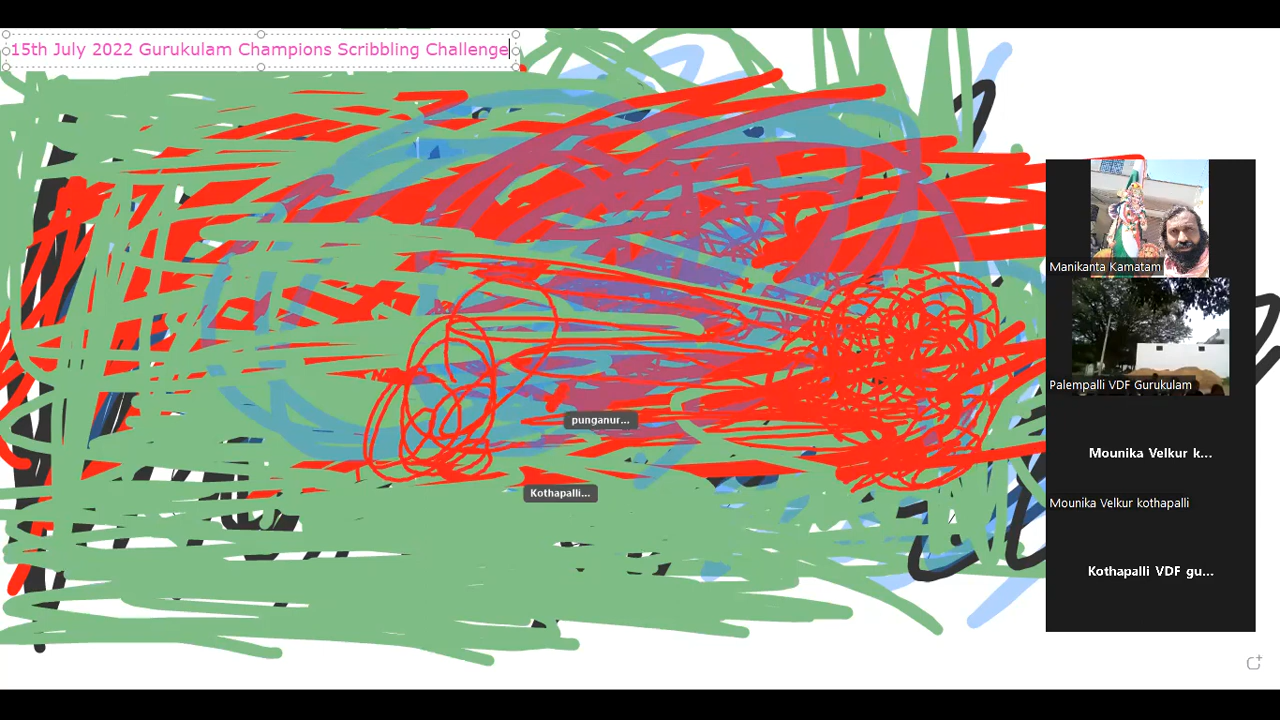 15th July 2022 Gurukulam Champions Scribbling Challenge
Manikanta Kamatam
Palempalli VDF Gurukulam
punganur...
Mounika Velkur k...
Kothapalli...
Mounika Velkur kothapalli
Kothapalli VDF gu...